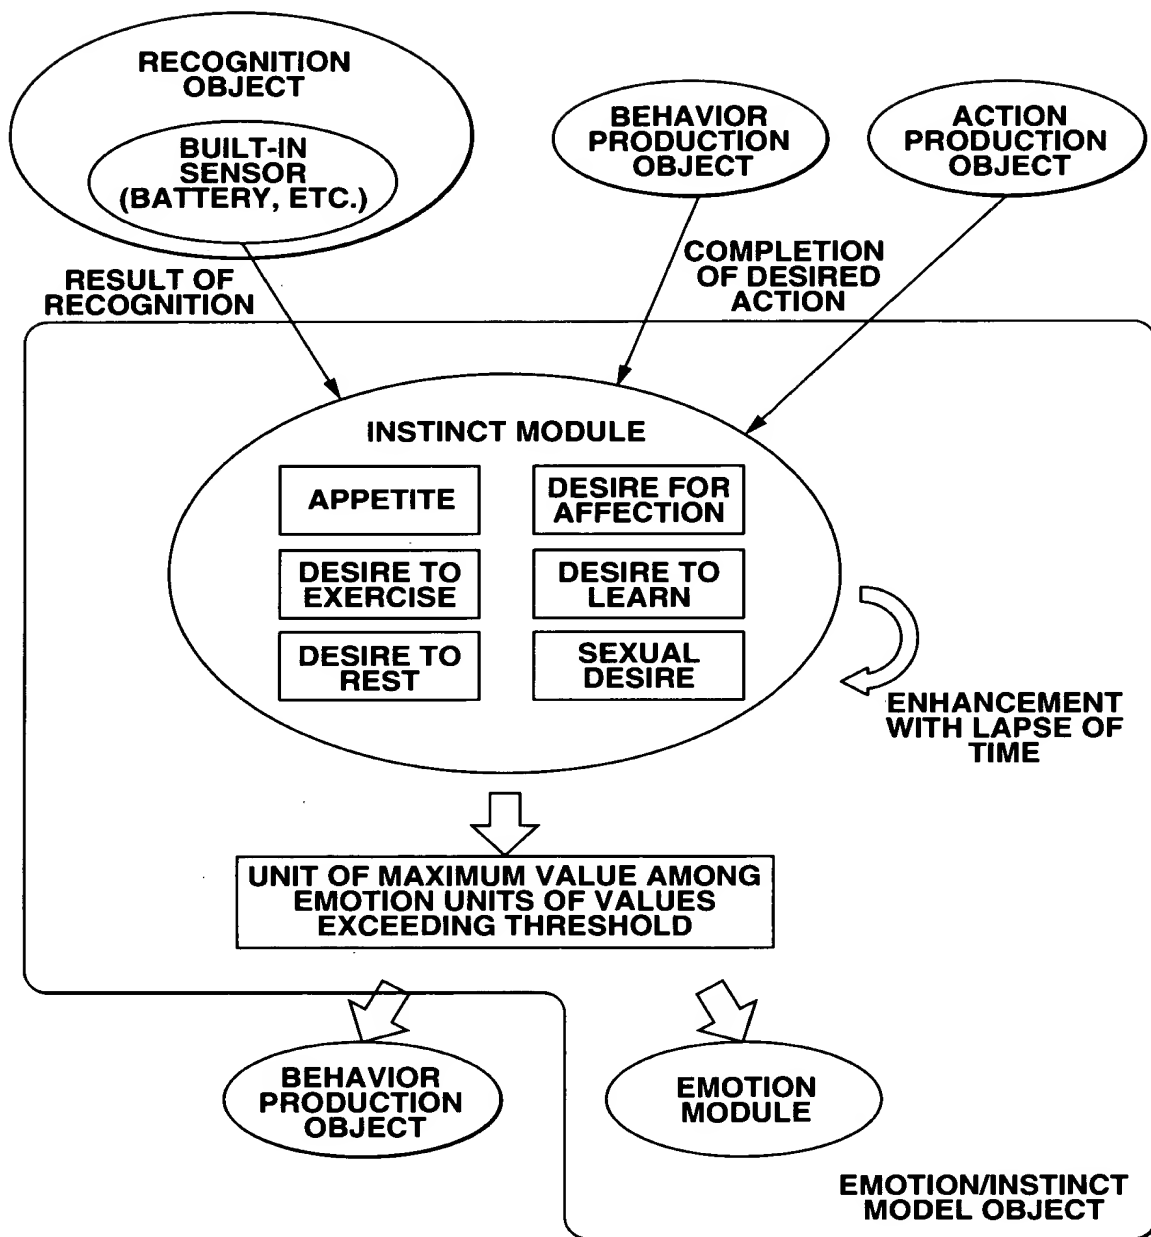 RECOGNITION
OBJECT
BUILT-IN
SENSOR
(BATTERY, ETC.)
BEHAVIOR
PRODUCTION
OBJECT
ACTION
PRODUCTION
OBJECT
RESULT OF
RECOGNITION
COMPLETION
OF DESIRED
ACTION
INSTINCT MODULE
APPETITE
DESIRE FOR
AFFECTION
DESIRE TO
EXERCISE
DESIRE TO
LEARN
DESIRE TO
REST
SEXUAL
DESIRE
ENHANCEMENT
WITH LAPSE OF
TIME
UNIT OF MAXIMUM VALUE AMONG
EMOTION UNITS OF VALUES
EXCEEDING THRESHOLD
BEHAVIOR
PRODUCTION
OBJECT
EMOTION
MODULE
EMOTION/INSTINCT
MODEL OBJECT